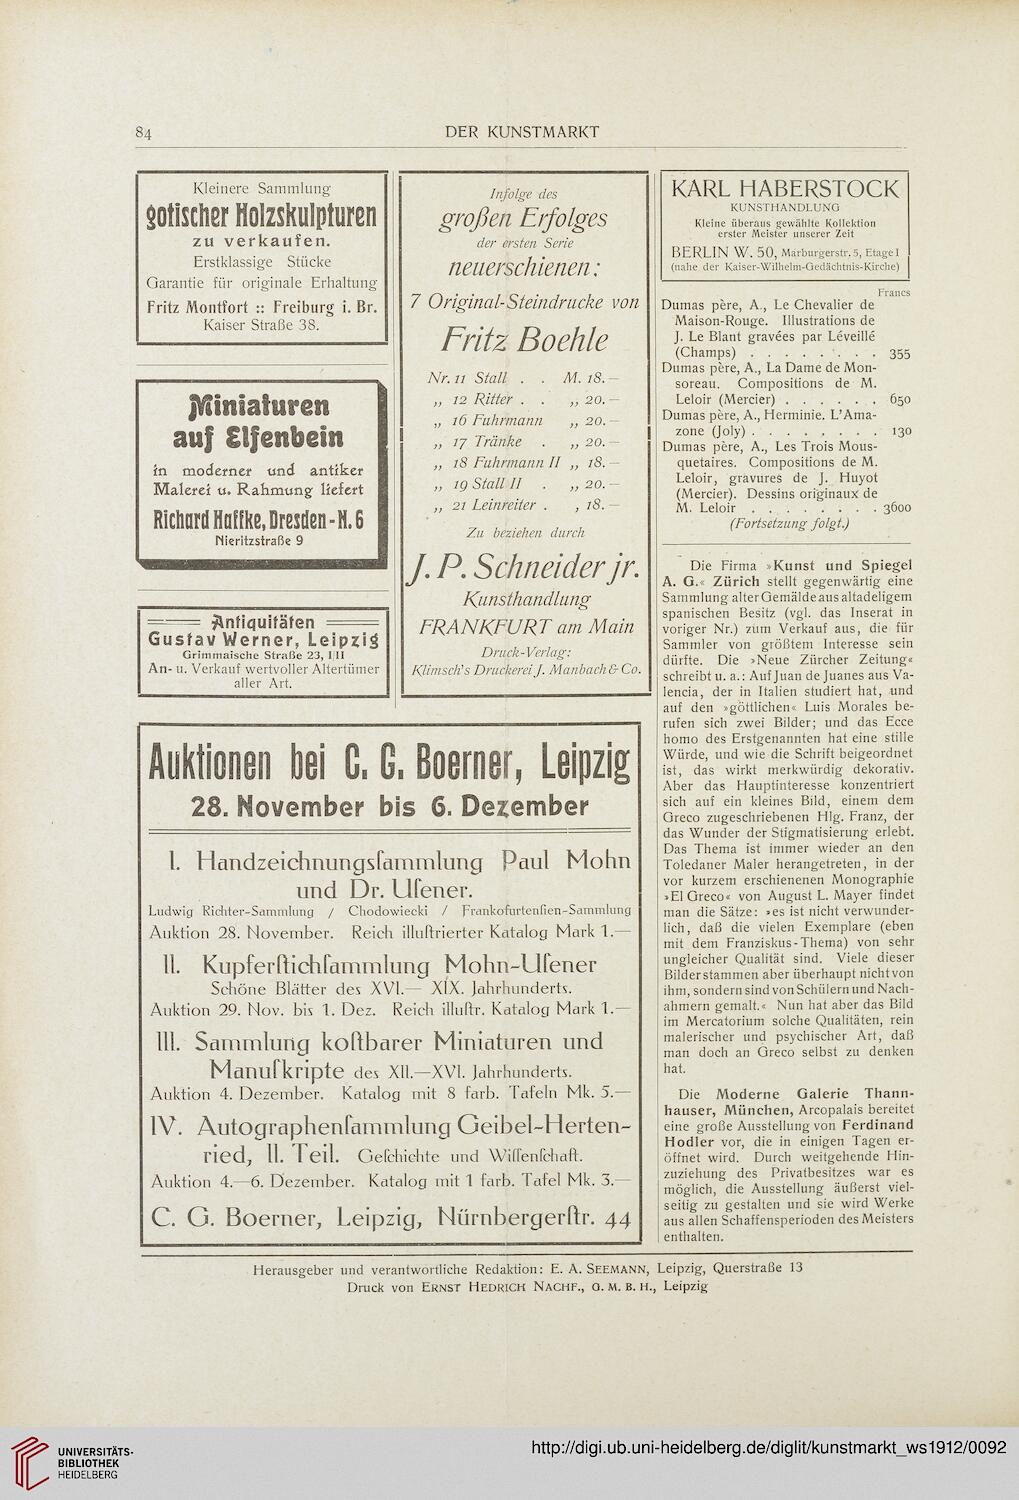 84
DER KUNSTMARKT
Kleinere Sammlung
gotischer Holzskulpturen
zu verkaufen.
Erstklassige Stücke
Garantie für originale Erhaltung
Fritz Montfort :: Freiburg i. Br.
Kaiser Straße 38.
Miniaturen
auf Elfenbein
in moderner und antiker
Malerei u. Rahmung liefert
Richard Haffke, Dresden-N. 6
Nieritzstraße 9
Antiquitäten
Gustav Werner, Leipzig
Grimmaische Straße 23, I|II
An- u. Verkauf wertvoller Altertümer
aller Art.
Infolge des
großen Erfolges
der ersten Serie
neuerschienen:
7 Original-Steindrucke von
Fritz Boehle
Nr. 11 Stall . . M. 18.—
„ 12 Ritter . . „ 20.—
„ 16 Fuhrmann „ 20.—
„ 17 Tränke . „ 20.—
„ 18 Fuhrmann II „ 18.—
„ 19 Stall II . „ 20.—
„ 21 Leinreiter . , 18.—
Zu beziehen durch
J. P. Schneider jr.
Kunsthandlung
FRANKFURT am Main
Druck-Verlag:
Klimsch's Druckerei J. Manbach & Co.
Auktionen bei C. G. Boerner, Leipzig
28. November bis 6. Dezember
I. Handzeichnungsſammlung Paul Mohn
und Dr. Uſener.
Ludwig Richter-Sammlung / Chodowiecki / Frankofurtenſien-Sammlung
Auktion 28. November. Reich illuſtrierter Katalog Mark 1.—
II. Kupferſtichſammlung Mohn-Uſener
Schöne Blätter des XVI.— XIX. Jahrhunderts.
Auktion 29. Nov. bis 1. Dez. Reich illuſtr. Katalog Mark 1.—
III. Sammlung koſtbarer Miniaturen und
Manuſkripte des XII.—XVI. Jahrhunderts.
Auktion 4. Dezember. Katalog mit 8 farb. Tafeln Mk. 5.—
IV. Autographenſammlung Geibel-Herten-
ried, II. Teil. Geſchichte und Wiſſenſchaft.
Auktion 4.—6. Dezember. Katalog mit 1 farb. Tafel Mk. 3.—
C. G. Boerner, Leipzig, Nürnbergerſtr. 44
KARL HABERSTOCK
KUNSTHANDLUNG
Kleine überaus gewählte Kollektion
erster Meister unserer Zeit
BERLIN W. 50, Marburgerstr. 5, Etage I
(nahe der Kaiser-Wilhelm-Gedächtnis-Kirche)
Francs
Dumas père, A., Le Chevalier de
Maison-Rouge. Illustrations de
J. Le Blant gravées par Léveillé
(Champs) . . . . . . . . 355
Dumas père, A., La Dame de Mon-
soreau. Compositions de M.
Leloir (Mercier) . . . . . . 650
Dumas père, A., Herminie. L'Ama-
zone (Joly) . . . . . . . . 130
Dumas père, A., Les Trois Mous-
quetaires. Compositions de M.
Leloir, gravures de J. Huyot
(Mercier). Dessins originaux de
M. Leloir . . . . . . . . 3600
(Fortsetzung folgt.)
Die Firma »Kunst und Spiegel
A. G.« Zürich stellt gegenwärtig eine
Sammlung alter Gemälde aus altadeligem
spanischen Besitz (vgl. das Inserat in
voriger Nr.) zum Verkauf aus, die für
Sammler von größtem Interesse sein
dürfte. Die »Neue Zürcher Zeitung«
schreibt u. a.: Auf Juan de Juanes aus Va-
lencia, der in Italien studiert hat, und
auf den »göttlichen« Luis Morales be-
rufen sich zwei Bilder; und das Ecce
homo des Erstgenannten hat eine stille
Würde, und wie die Schrift beigeordnet
ist, das wirkt merkwürdig dekorativ.
Aber das Hauptinteresse konzentriert
sich auf ein kleines Bild, einem dem
Greco zugeschriebenen Hlg. Franz, der
das Wunder der Stigmatisierung erlebt.
Das Thema ist immer wieder an den
Toledaner Maler herangetreten, in der
vor kurzem erschienenen Monographie
»El Greco« von August L. Mayer findet
man die Sätze: »es ist nicht verwunder-
lich, daß die vielen Exemplare (eben
mit dem Franziskus-Thema) von sehr
ungleicher Qualität sind. Viele dieser
Bilder stammen aber überhaupt nicht von
ihm, sondern sind von Schülern und Nach-
ahmern gemalt.« Nun hat aber das Bild
im Mercatorium solche Qualitäten, rein
malerischer und psychischer Art, daß
man doch an Greco selbst zu denken
hat.
Die Moderne Galerie Thann-
hauser, München, Arcopalais bereitet
eine große Ausstellung von Ferdinand
Hodler vor, die in einigen Tagen er-
öffnet wird. Durch weitgehende Hin-
zuziehung des Privatbesitzes war es
möglich, die Ausstellung äußerst viel-
seitig zu gestalten und sie wird Werke
aus allen Schaffensperioden des Meisters
enthalten.
Herausgeber und verantwortliche Redaktion: E. A. SEEMANN, Leipzig, Querstraße 13
Druck von ERNST HEDRICH NACHF., G. M. B. H., Leipzig
UNIVERSITÄTS-
BIBLIOTHEK
HEIDELBERG
http://digi.ub.uni-heidelberg.de/diglit/kunstmarkt_ws1912/0092